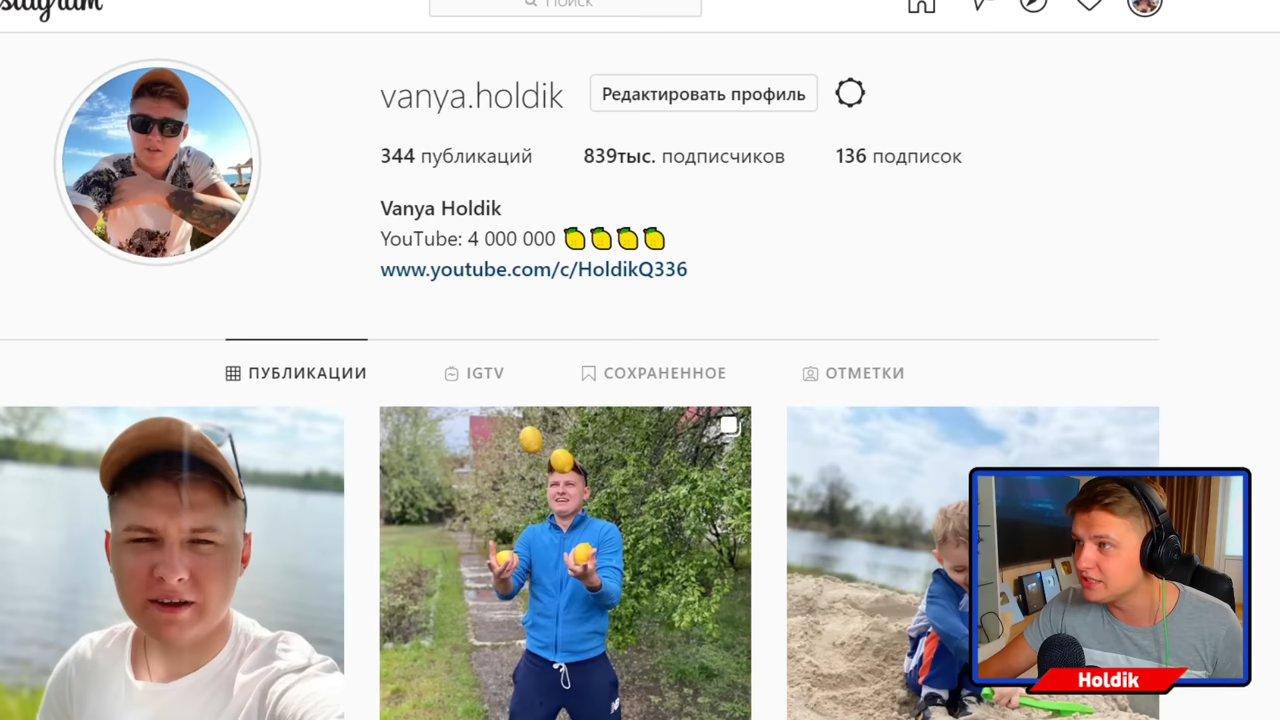 Поиск
vanya.holdik Редактировать профиль
344 публикаций 839тыс. подписчиков 136 подписок
Vanya Holdik
YouTube: 4 000 000 🍋🍋🍋🍋
www.youtube.com/c/HoldikQ336
ПУБЛИКАЦИИ IGTV СОХРАНЕННОЕ ОТМЕТКИ
Holdik